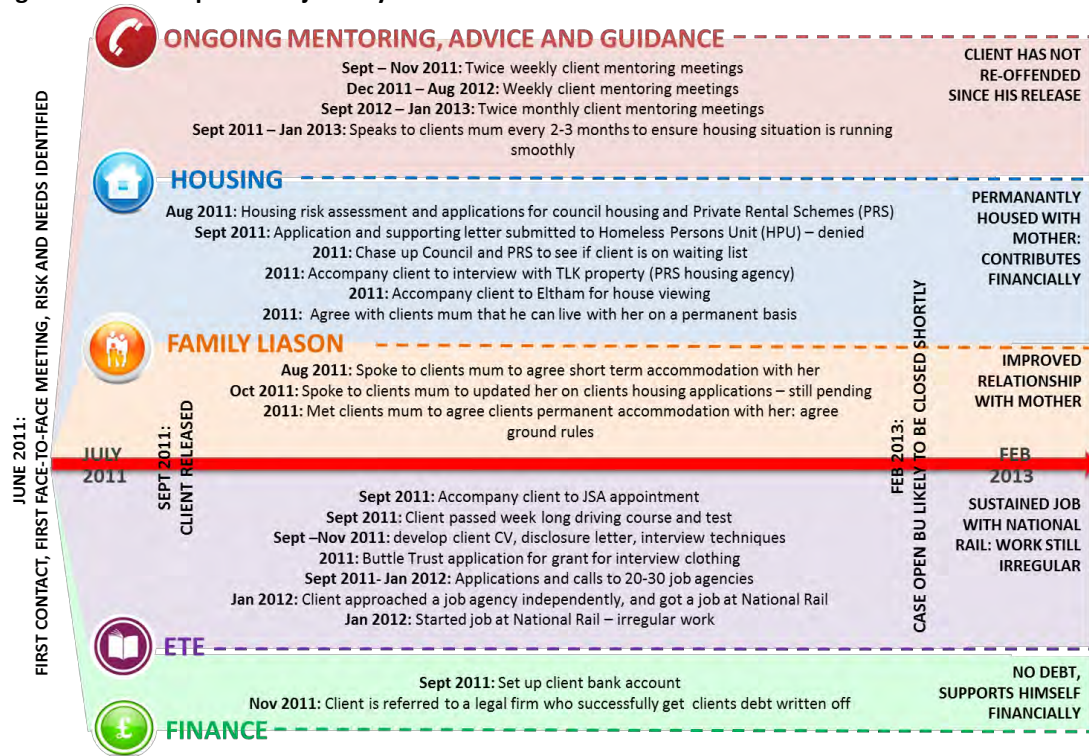 ONGOING MENTORING, ADVICE AND GUIDANCE
Sept – Nov 2011: Twice weekly client mentoring meetings
Dec 2011 – Aug 2012: Weekly client mentoring meetings
Sept 2012 – Jan 2013: Twice monthly client mentoring meetings
Sept 2011 – Jan 2013: Speaks to clients mum every 2-3 months to ensure housing situation is running
smoothly
CLIENT HAS NOT
RE-OFFENDED
SINCE HIS RELEASE
HOUSING
Aug 2011: Housing risk assessment and applications for council housing and Private Rental Schemes (PRS)
Sept 2011: Application and supporting letter submitted to Homeless Persons Unit (HPU) – denied
2011: Chase up Council and PRS to see if client is on waiting list
2011: Accompany client to interview with TLK property (PRS housing agency)
2011: Accompany client to Eltham for house viewing
2011: Agree with clients mum that he can live with her on a permanent basis
PERMANANTLY
HOUSED WITH
MOTHER:
CONTRIBUTES
FINANCIALLY
FAMILY LIASON
Aug 2011: Spoke to clients mum to agree short term accommodation with her
Oct 2011: Spoke to clients mum to updated her on clients housing applications – still pending
2011: Met clients mum to agree clients permanent accommodation with her: agree
ground rules
IMPROVED
RELATIONSHIP
WITH MOTHER
JUNE 2011:
FIRST CONTACT, FIRST FACE-TO-FACE MEETING, RISK AND NEEDS IDENTIFIED
JULY
2011
SEPT 2011:
CLIENT RELEASED
FEB 2013:
CASE OPEN BU LIKELY TO BE CLOSED SHORTLY
FEB
2013
Sept 2011: Accompany client to JSA appointment
Sept 2011: Client passed week long driving course and test
Sept –Nov 2011: develop client CV, disclosure letter, interview techniques
2011: Buttle Trust application for grant for interview clothing
Sept 2011- Jan 2012: Applications and calls to 20-30 job agencies
Jan 2012: Client approached a job agency independently, and got a job at National Rail
Jan 2012: Started job at National Rail – irregular work
SUSTAINED JOB
WITH NATIONAL
RAIL: WORK STILL
IRREGULAR
ETE
Sept 2011: Set up client bank account
Nov 2011: Client is referred to a legal firm who successfully get clients debt written off
NO DEBT,
SUPPORTS HIMSELF
FINANCIALLY
£
FINANCE